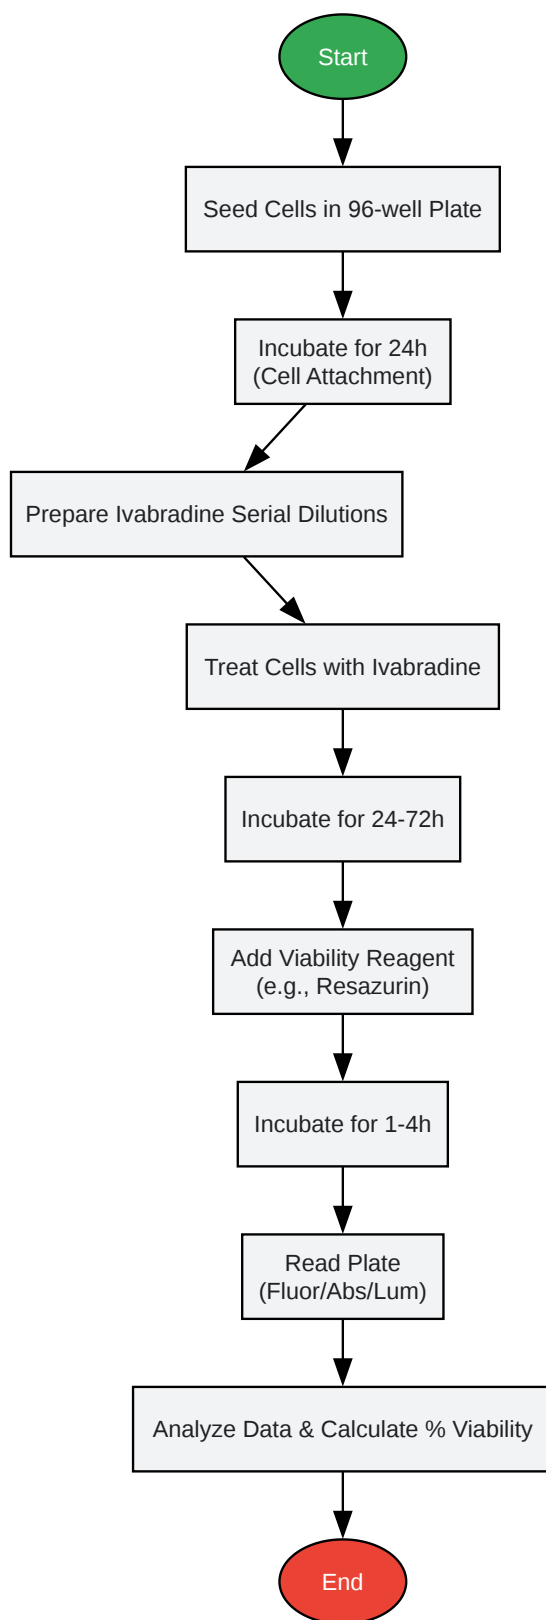 Start
Seed Cells in 96-well Plate
Incubate for 24h
(Cell Attachment)
Prepare Ivabradine Serial Dilutions
Treat Cells with Ivabradine
Incubate for 24-72h
Add Viability Reagent
(e.g., Resazurin)
Incubate for 1-4h
Read Plate
(Fluor/Abs/Lum)
Analyze Data & Calculate % Viability
End